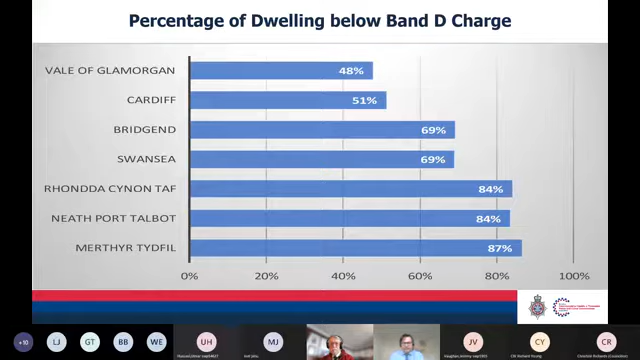 Percentage of Dwelling below Band D Charge
VALE OF GLAMORGAN 48%
CARDIFF 51%
BRIDGEND 69%
SWANSEA 69%
RHONDDA CYNON TAF 84%
NEATH PORT TALBOT 84%
MERTHYR TYDFIL 87%
0% 20% 40% 60% 80% 100%
+10 LJ GT BB WE UH MJ JV CY CR